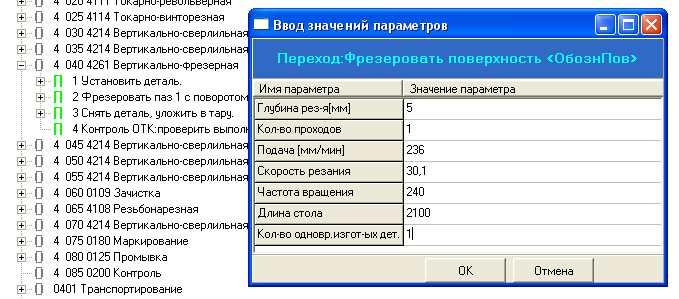 4 020 4111 Токарно-револьверная
4 025 4114 Токарно-винторезная
4 030 4214 Вертикально-сверлильная
4 035 4214 Вертикально-сверлильная
4 040 4261 Вертикально-фрезерная
1 Установить деталь.
2 Фрезеровать паз 1 с поворотом
3 Снять деталь, уложить в тару.
4 Контроль ОТК:проверить выполн
4 045 4214 Вертикально-сверлильная
4 050 4214 Вертикально-сверлильная
4 055 4214 Вертикально-сверлильная
4 060 0109 Зачистка
4 065 4108 Резьбонарезная
4 070 4214 Вертикально-сверлильная
4 075 0180 Маркирование
4 080 0125 Промывка
4 085 0200 Контроль
0401 Транспортирование
Ввод значений параметров
Переход:Фрезеровать поверхность <ОбознПов>
Имя параметра Значение параметра
Глубина рез-я[мм] 5
Кол-во проходов 1
Подача [мм/мин] 236
Скорость резания 30,1
Частота вращения 240
Длина стола 2100
Кол-во одновр.изгот-ых дет. 1
OK Отмена